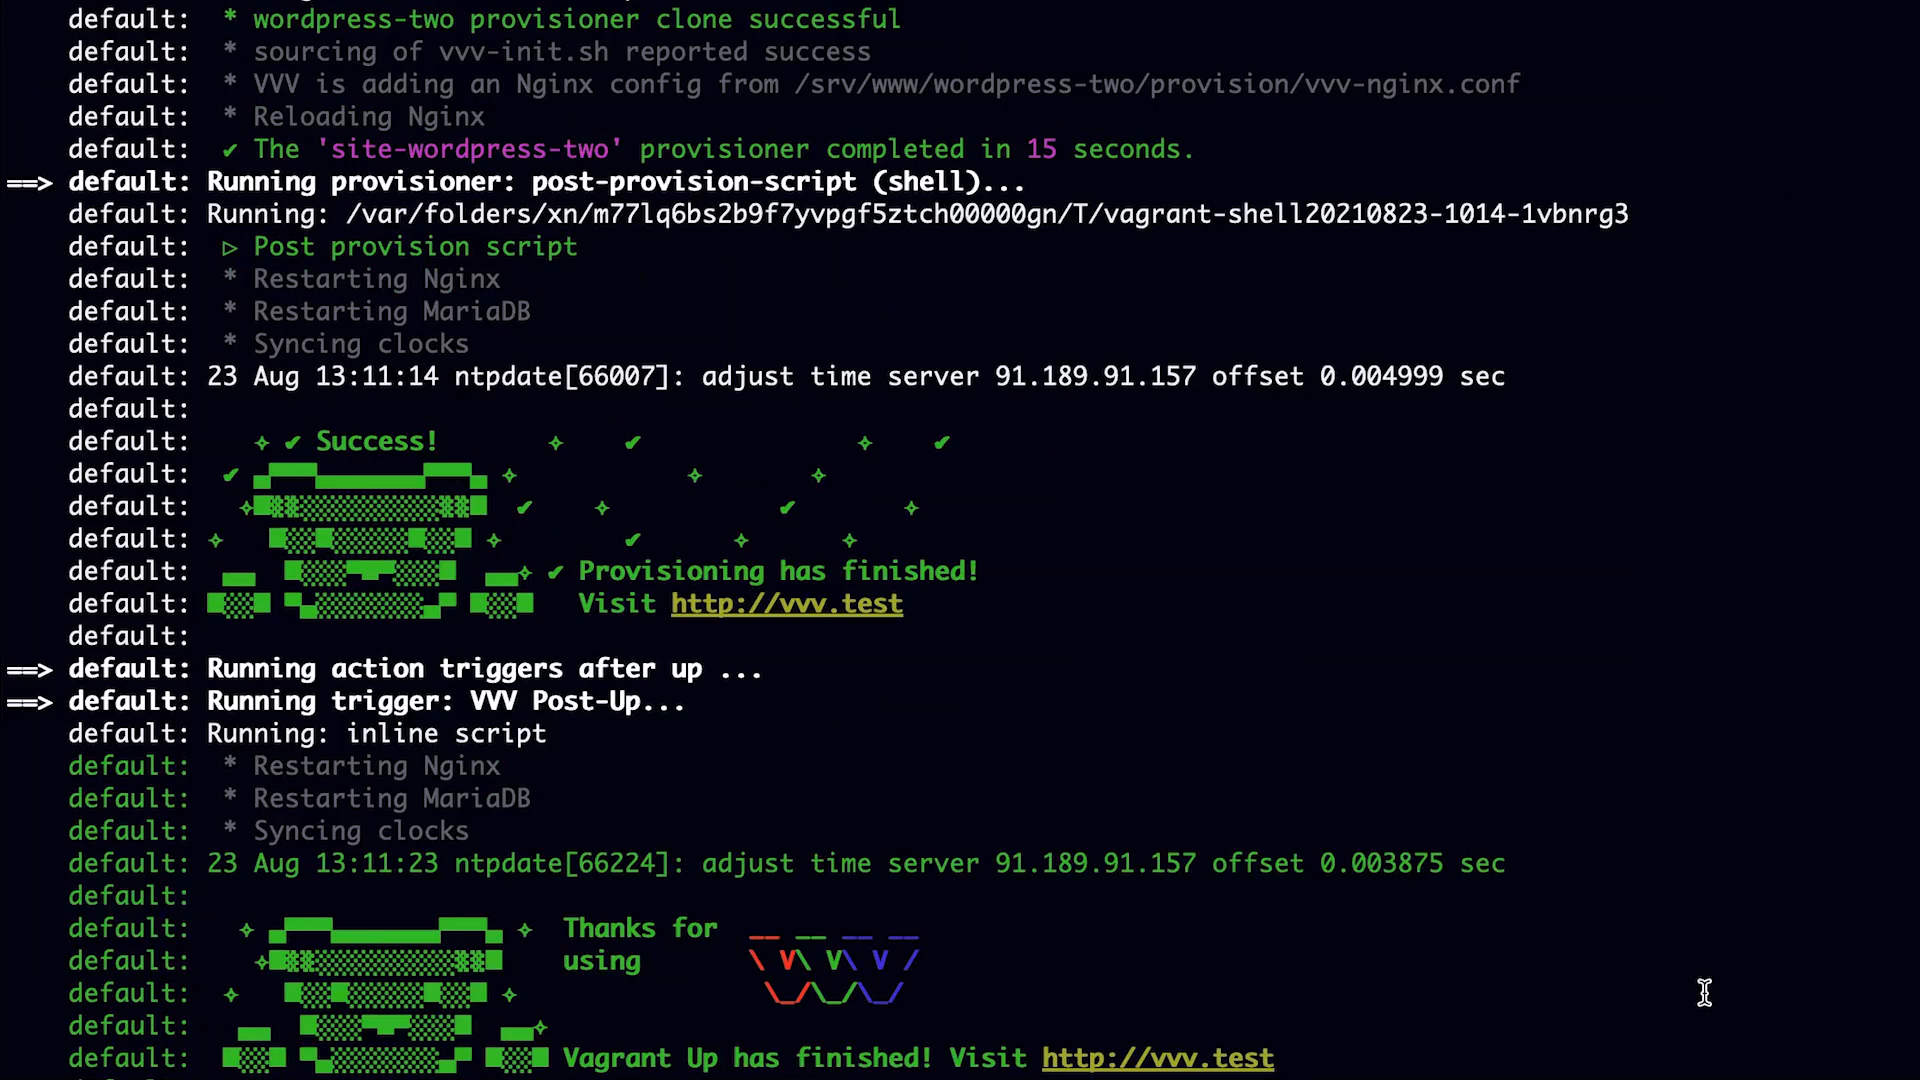 default:  * wordpress-two provisioner clone successful
default:  * sourcing of vvv-init.sh reported success
default:  * VVV is adding an Nginx config from /srv/www/wordpress-two/provision/vvv-nginx.conf
default:  * Reloading Nginx
default:  ✔ The 'site-wordpress-two' provisioner completed in 15 seconds.
==> default: Running provisioner: post-provision-script (shell)...
default: Running: /var/folders/xn/m77lq6bs2b9f7yvpgf5ztch00000gn/T/vagrant-shell20210823-1014-1vbnrg3
default:  ▷ Post provision script
default:  * Restarting Nginx
default:  * Restarting MariaDB
default:  * Syncing clocks
default: 23 Aug 13:11:14 ntpdate[66007]: adjust time server 91.189.91.157 offset 0.004999 sec
default:
default: ✔ Success!
default:
default:
default:
default: ✔ Provisioning has finished!
default: Visit http://vvv.test
default:
==> default: Running action triggers after up ...
==> default: Running trigger: VVV Post-Up...
default: Running: inline script
default:  * Restarting Nginx
default:  * Restarting MariaDB
default:  * Syncing clocks
default: 23 Aug 13:11:23 ntpdate[66224]: adjust time server 91.189.91.157 offset 0.003875 sec
default:
default: Thanks for
default: using \ V\ V\ V /
default: \_/\_/\_/
default:
default: Vagrant Up has finished! Visit http://vvv.test